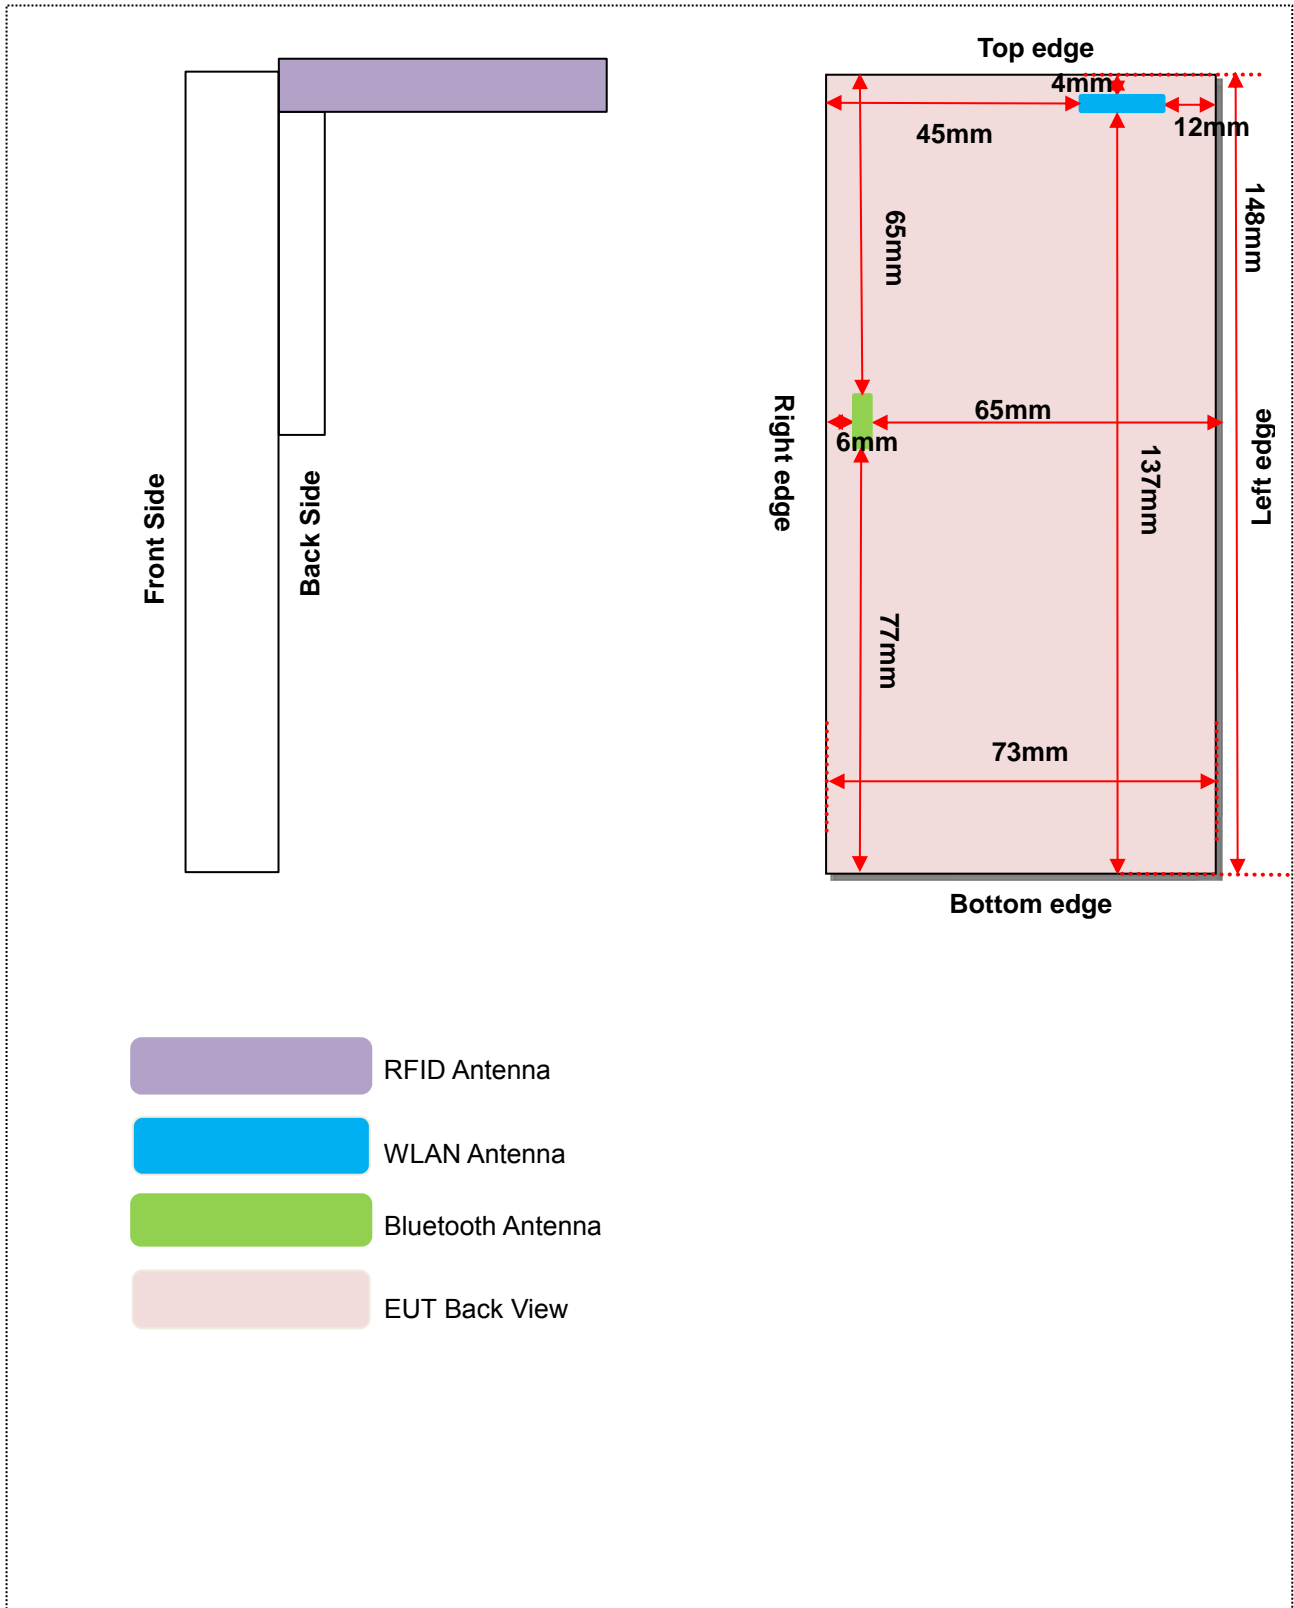 Top edge
4mm
45mm
12mm
148mm
65mm
Right edge
65mm
6mm
Left edge
137mm
Front Side
Back Side
77mm
73mm
Bottom edge
RFID Antenna
WLAN Antenna
Bluetooth Antenna
EUT Back View